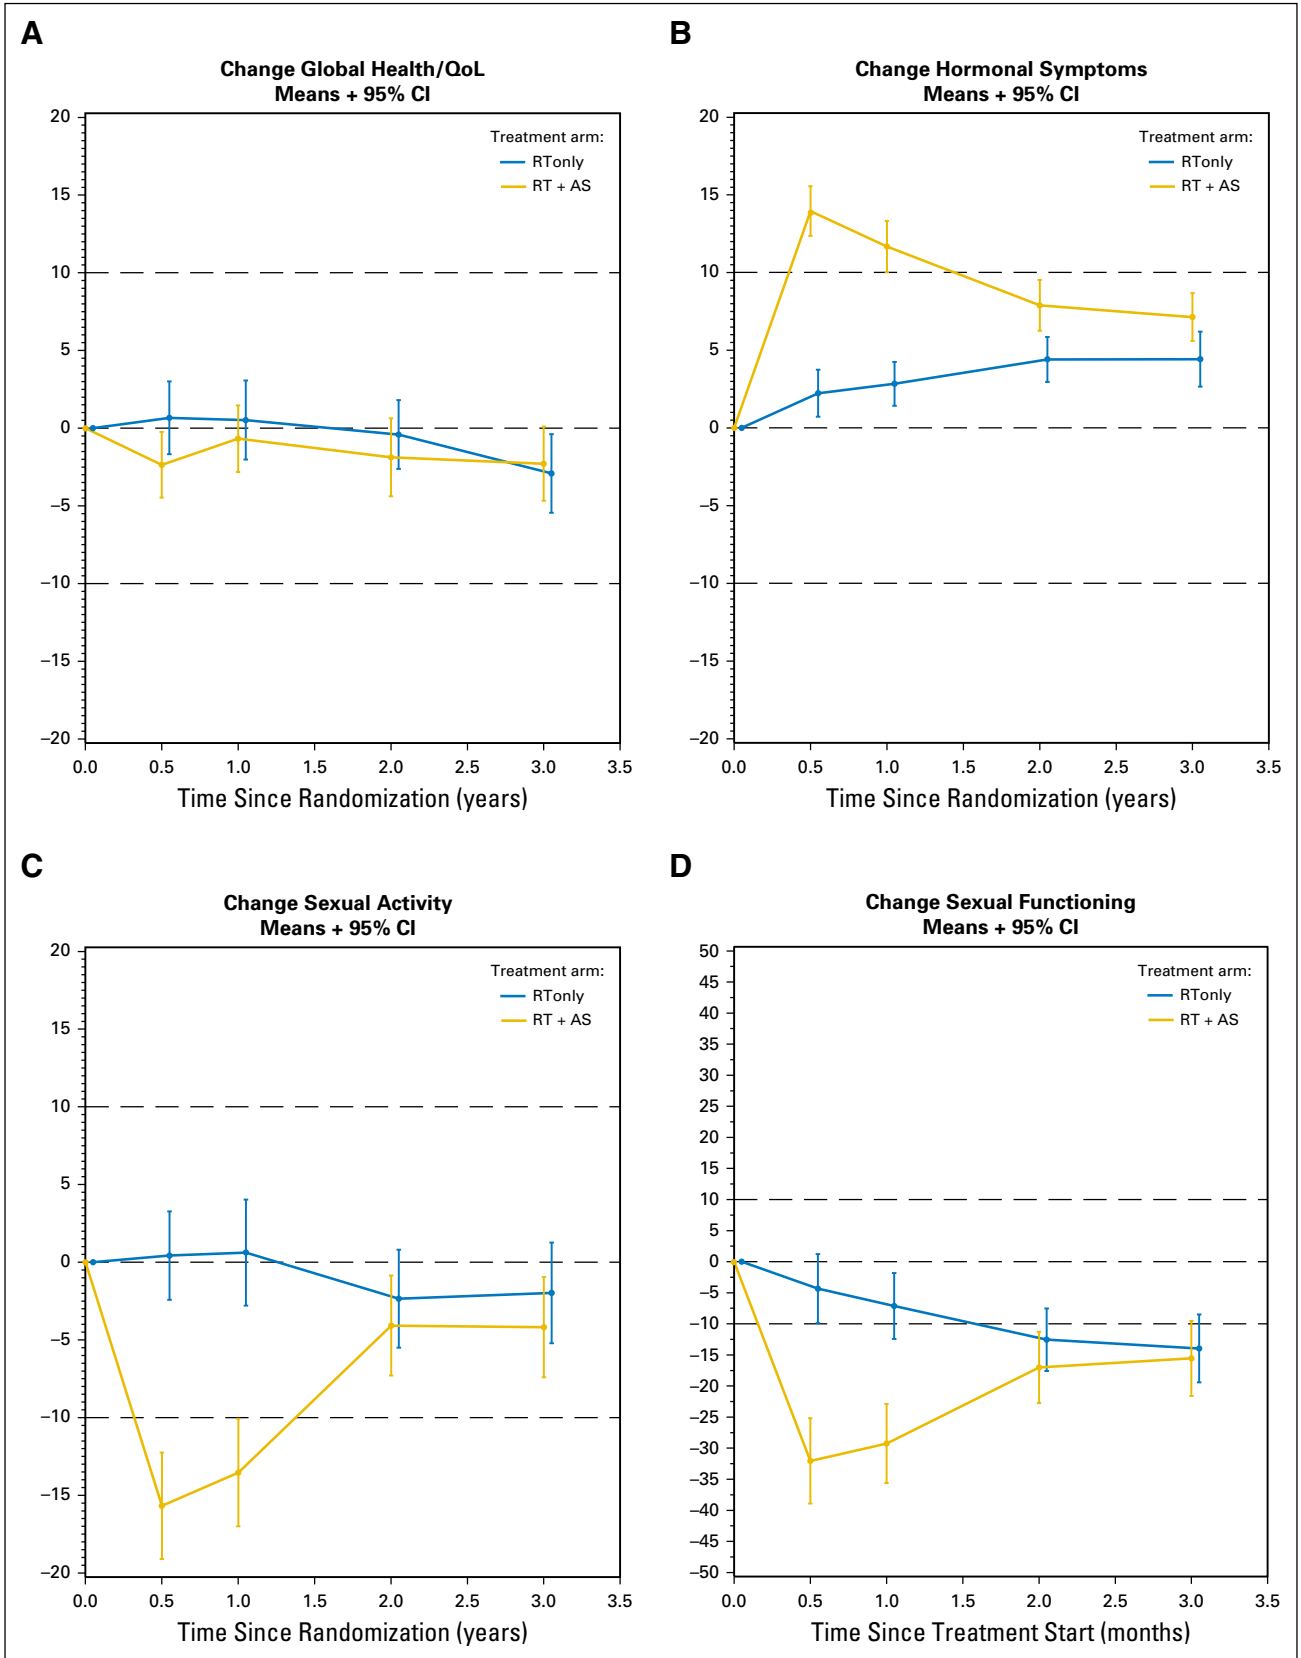 A
Change Global Health/QoL
Means + 95% CI
Treatment arm:
RTonly
RT + AS
20
15
10
5
0
–5
–10
–15
–20
0.0 0.5 1.0 1.5 2.0 2.5 3.0 3.5
Time Since Randomization (years)
B
Change Hormonal Symptoms
Means + 95% CI
Treatment arm:
RTonly
RT + AS
20
15
10
5
0
–5
–10
–15
–20
0.0 0.5 1.0 1.5 2.0 2.5 3.0 3.5
Time Since Randomization (years)
C
Change Sexual Activity
Means + 95% CI
Treatment arm:
RTonly
RT + AS
20
15
10
5
0
–5
–10
–15
–20
0.0 0.5 1.0 1.5 2.0 2.5 3.0 3.5
Time Since Randomization (years)
D
Change Sexual Functioning
Means + 95% CI
Treatment arm:
RTonly
RT + AS
50
45
40
35
30
25
20
15
10
5
0
–5
–10
–15
–20
–25
–30
–35
–40
–45
–50
0.0 0.5 1.0 1.5 2.0 2.5 3.0 3.5
Time Since Treatment Start (months)